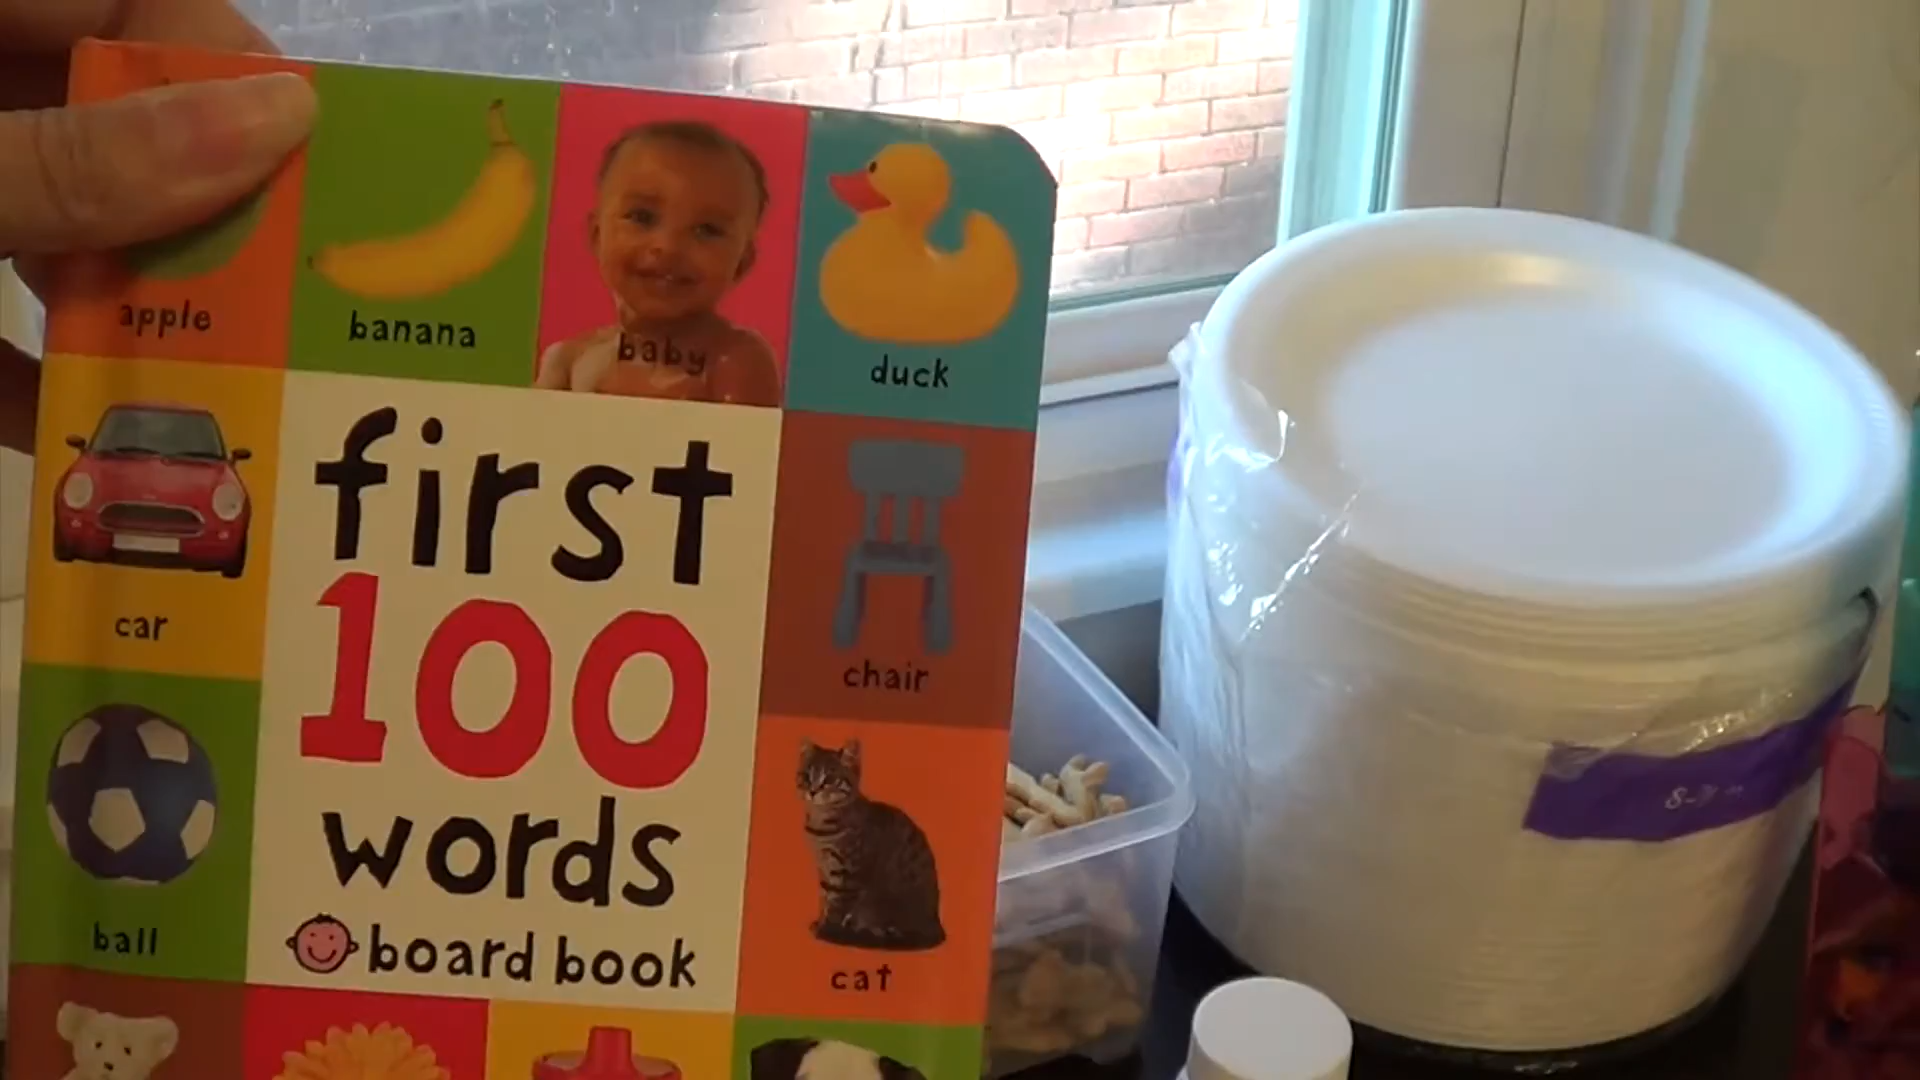 apple
banana
baby
duck
car
first
100
words
board book
chair
ball
cat